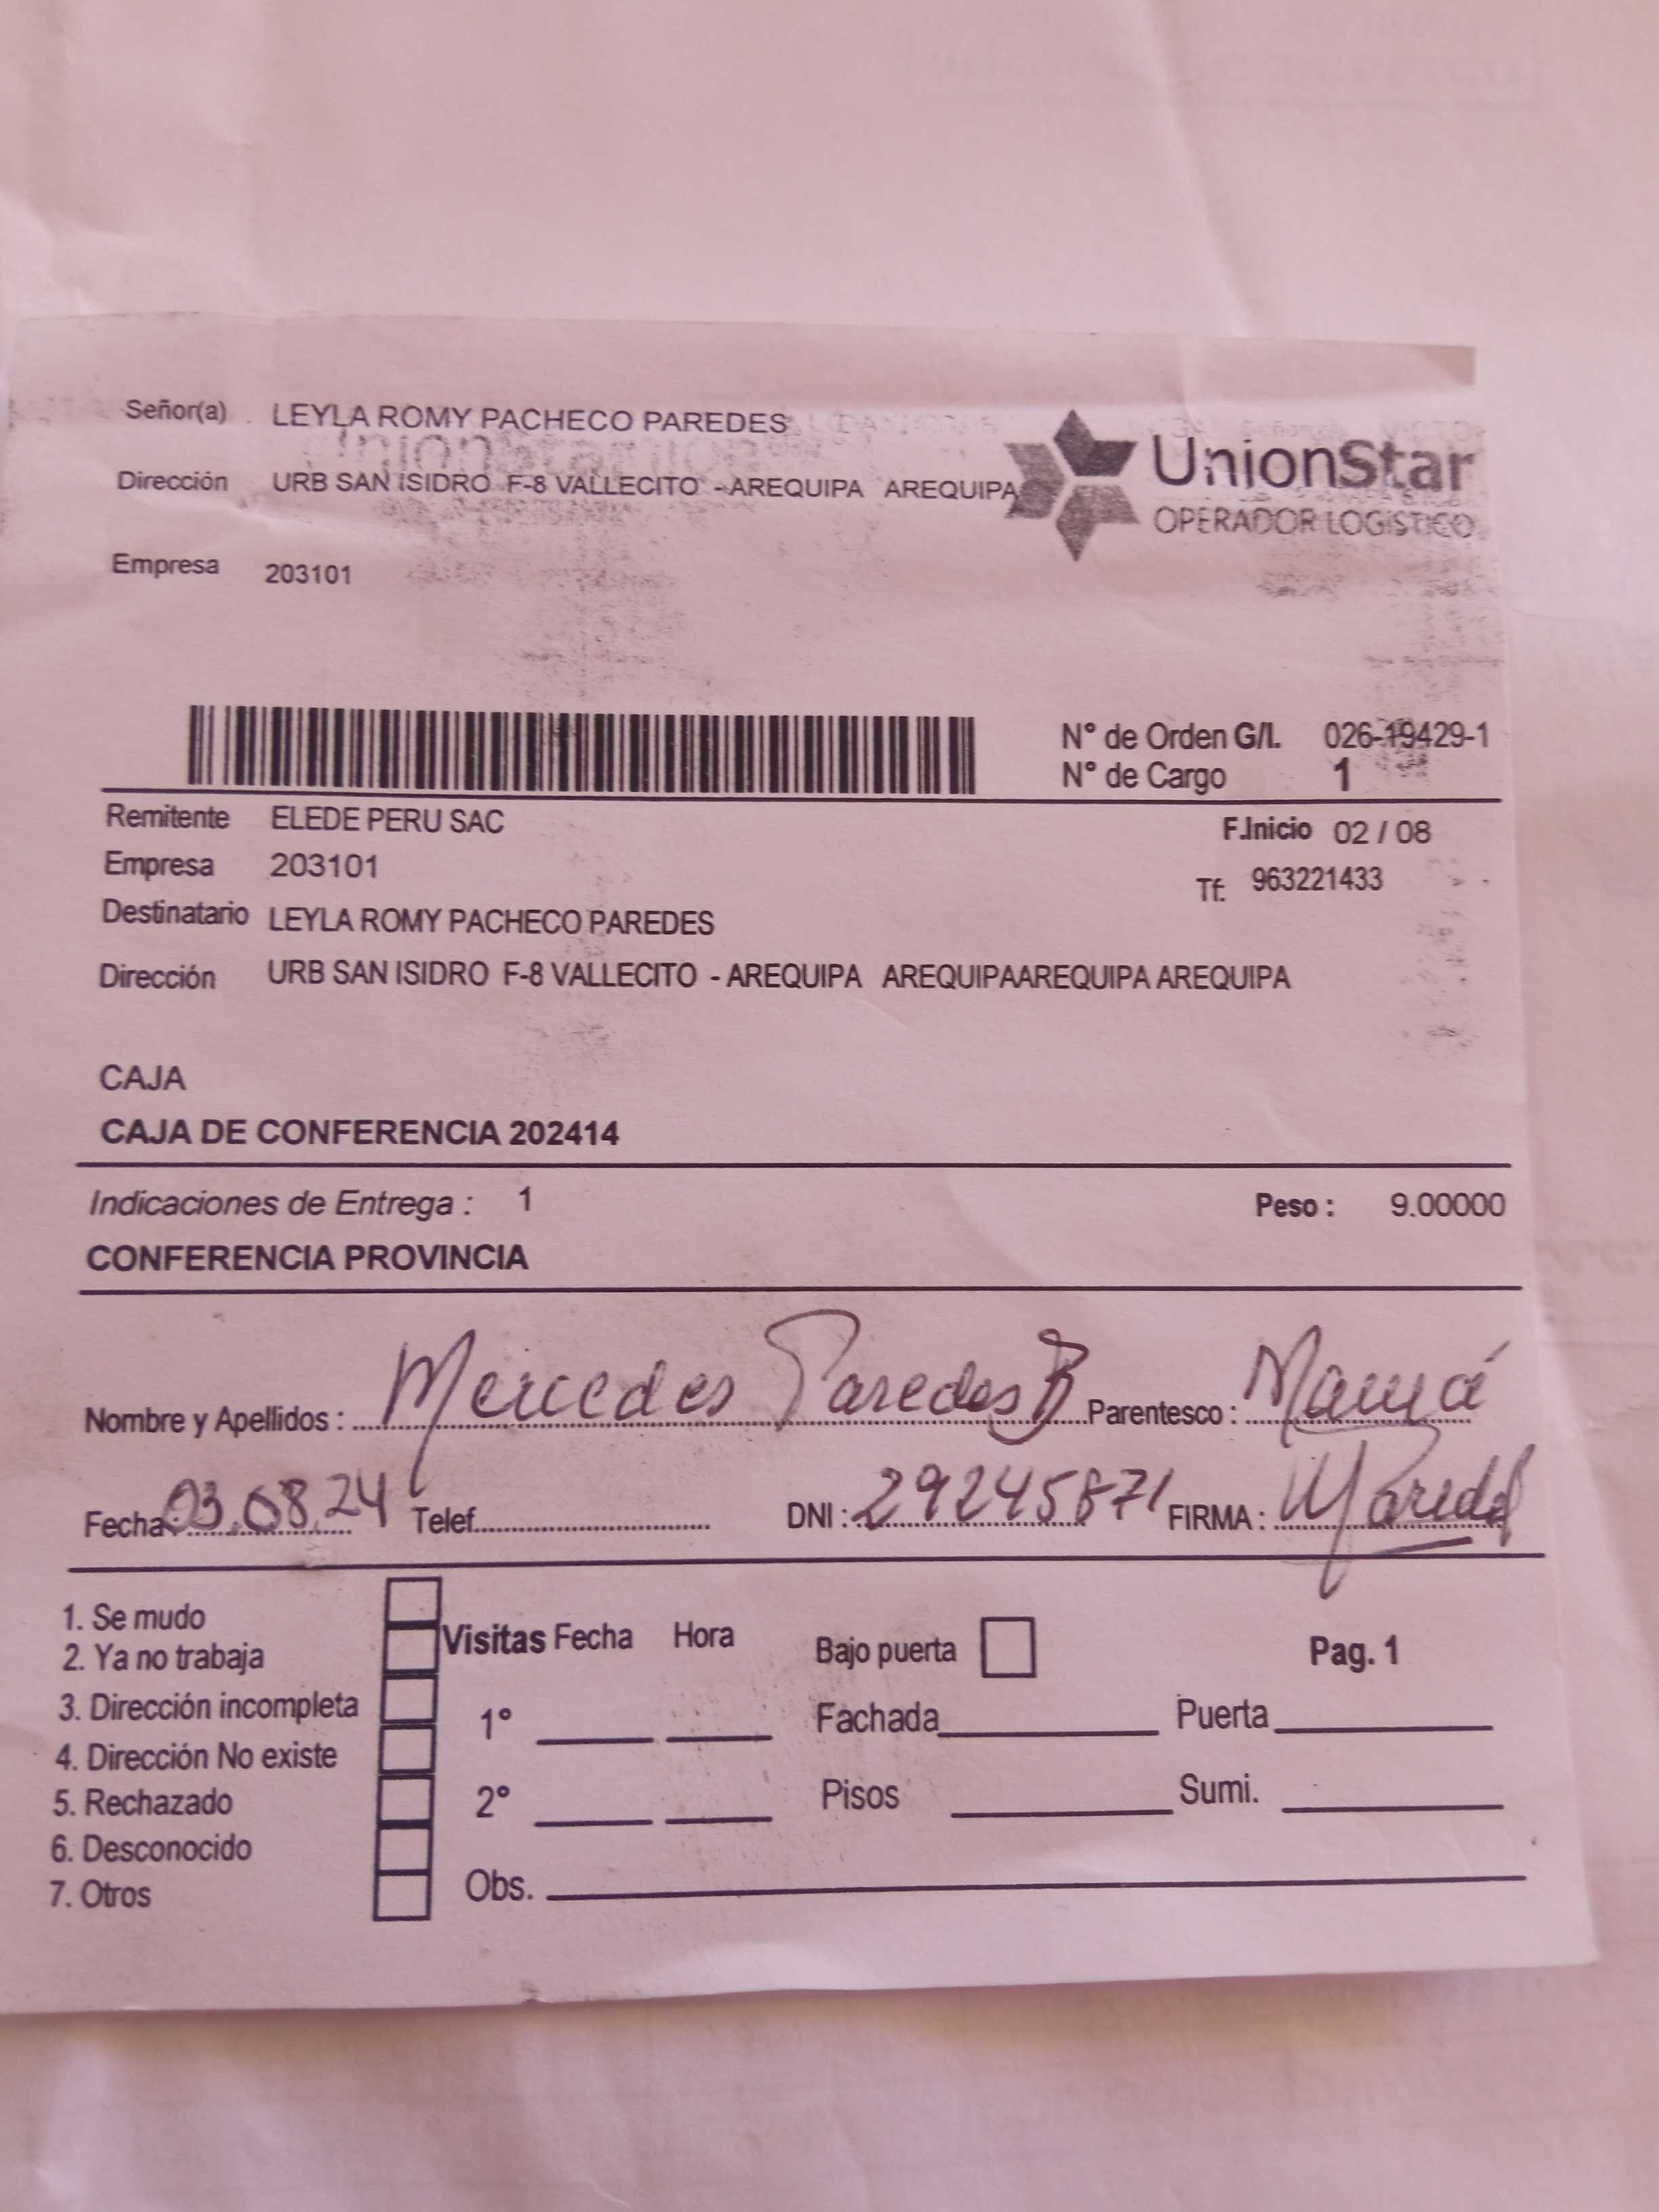 Señor(a) LEYLA ROMY PACHECO PAREDES
Dirección URB SAN ISIDRO F-8 VALLECITO - AREQUIPA AREQUIPA
UnionStar
OPERADOR LOGISTICO
Empresa 203101
N° de Orden G/I. 026-19429-1
N° de Cargo 1
Remitente ELEDE PERU SAC
F.Inicio 02 / 08
Empresa 203101
Tf: 963221433
Destinatario LEYLA ROMY PACHECO PAREDES
Dirección URB SAN ISIDRO F-8 VALLECITO - AREQUIPA AREQUIPAAREQUIPA AREQUIPA
CAJA
CAJA DE CONFERENCIA 202414
Indicaciones de Entrega : 1 Peso : 9.00000
CONFERENCIA PROVINCIA
Nombre y Apellidos : Mercedes Paredes B Parentesco : Mamá
Fecha: 03.08.24 Telef. DNI : 29245871 FIRMA : MParedes
1. Se mudo
2. Ya no trabaja
3. Dirección incompleta
4. Dirección No existe
5. Rechazado
6. Desconocido
7. Otros
Visitas Fecha Hora
1°
2°
Obs.
Bajo puerta Pag. 1
Fachada Puerta
Pisos Sumi.